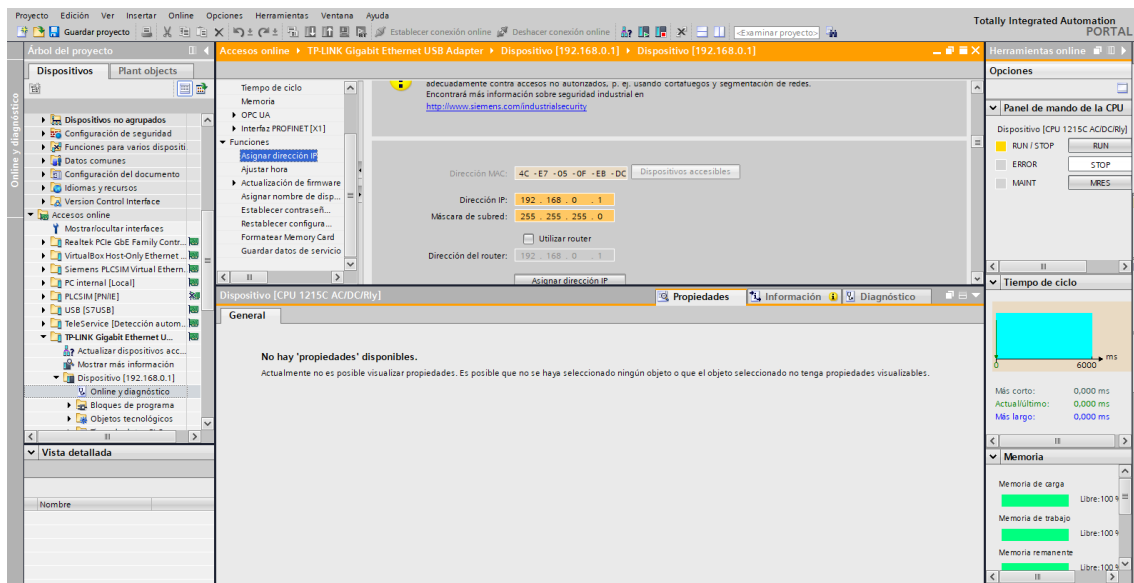 Proyecto Edición Ver Insertar Online Opciones Herramientas Ventana Ayuda
Totally Integrated Automation
PORTAL
Guardar proyecto
Establecer conexión online
Deshacer conexión online
<Examinar proyecto>
Árbol del proyecto
Accesos online ▸ TP-LINK Gigabit Ethernet USB Adapter ▸ Dispositivo [192.168.0.1] ▸ Dispositivo [192.168.0.1]
Herramientas online
Online y diagnóstico
Dispositivos
Plant objects
Dispositivos no agrupados
Configuración de seguridad
Funciones para varios dispositi
Datos comunes
Configuración del documento
Idiomas y recursos
Version Control Interface
Accesos online
Mostrar/ocultar interfaces
Realtek PCIe GbE Family Contr...
VirtualBox Host-Only Ethernet ...
Siemens PLCSIM Virtual Ethern...
PC internal [Local]
PLCSIM [PN/IE]
USB [S7USB]
TeleService [Detección autom...
TP-LINK Gigabit Ethernet U...
Actualizar dispositivos acc...
Mostrar más información
Dispositivo [192.168.0.1]
Online y diagnóstico
Bloques de programa
Objetos tecnológicos
Vista detallada
Nombre
Tiempo de ciclo
Memoria
OPC UA
Interfaz PROFINET [X1]
Funciones
Asignar dirección IP
Ajustar hora
Actualización de firmware
Asignar nombre de disp...
Establecer contraseñ...
Restablecer configura...
Formatear Memory Card
Guardar datos de servicio
adecuadamente contra accesos no autorizados, p. ej. usando cortafuegos y segmentación de redes.
Encontrará más información sobre seguridad industrial en
http://www.siemens.com/industrialsecurity
Dirección MAC: 4C -E7 -05 -0F -EB -DC Dispositivos accesibles
Dirección IP: 192 . 168 . 0 . 1
Máscara de subred: 255 . 255 . 255 . 0
Utilizar router
Dirección del router: 192 . 168 . 0 . 1
Asignar dirección IP
Dispositivo [CPU 1215C AC/DC/Rly]
Propiedades
Información
Diagnóstico
General
No hay 'propiedades' disponibles.
Actualmente no es posible visualizar propiedades. Es posible que no se haya seleccionado ningún objeto o que el objeto seleccionado no tenga propiedades visualizables.
Opciones
Panel de mando de la CPU
Dispositivo [CPU 1215C AC/DC/Rly]
RUN / STOP RUN
ERROR STOP
MAINT MRES
Tiempo de ciclo
ms
0 6000
Más corto: 0,000 ms
Actual/último: 0,000 ms
Más largo: 0,000 ms
Memoria
Memoria de carga
Libre:100 %
Memoria de trabajo
Libre:100 %
Memoria remanente
Libre:100 %